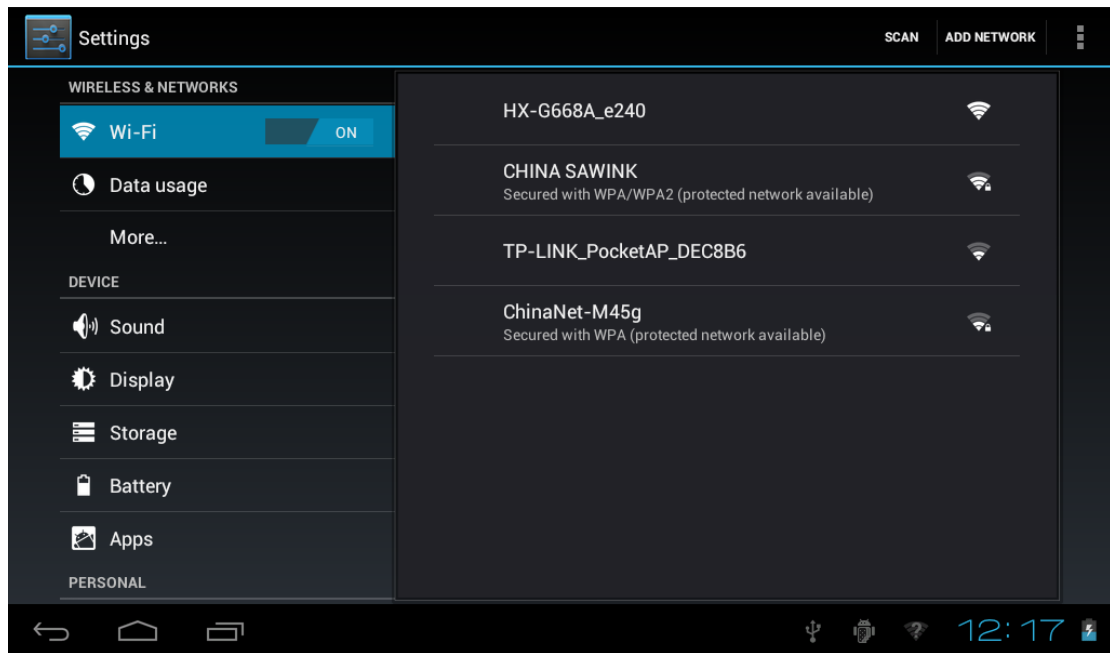 Settings
SCAN
ADD NETWORK
WIRELESS & NETWORKS
Wi-Fi
ON
Data usage
More...
DEVICE
Sound
Display
Storage
Battery
Apps
PERSONAL
HX-G668A_e240
CHINA SAWINK
Secured with WPA/WPA2 (protected network available)
TP-LINK_PocketAP_DEC8B6
ChinaNet-M45g
Secured with WPA (protected network available)
12:17